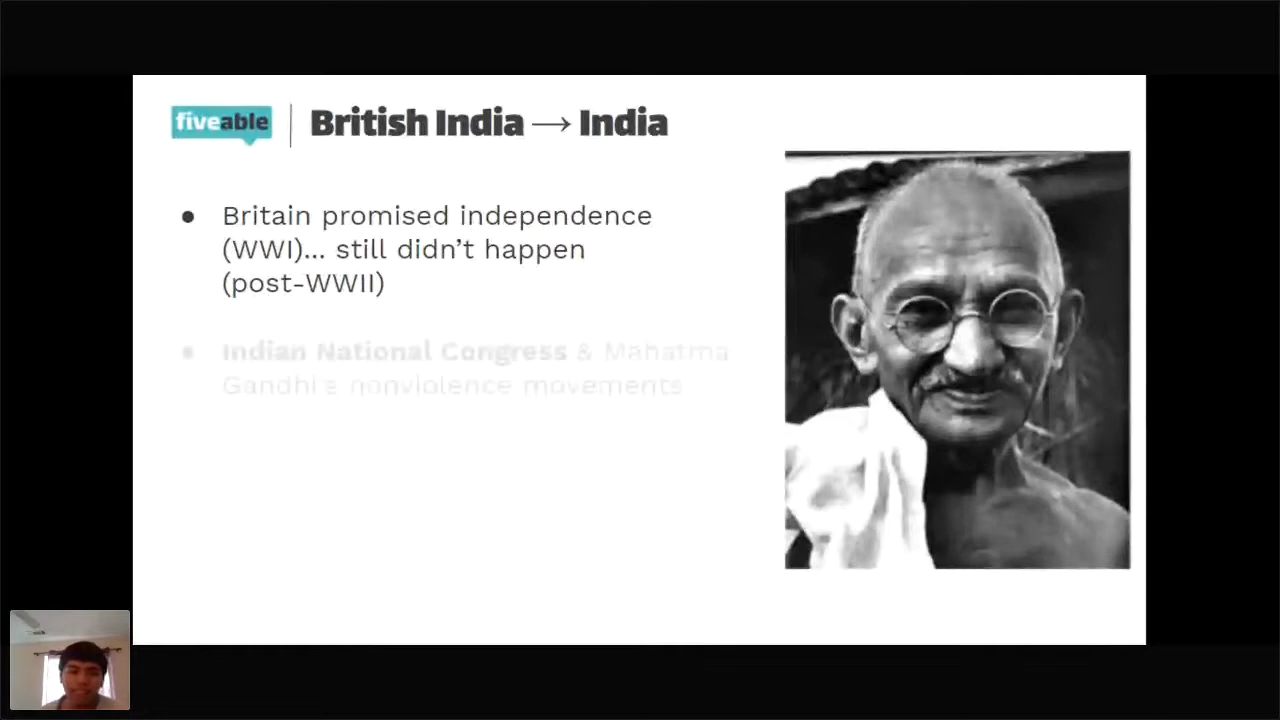 fiveable
British India → India
● Britain promised independence
(WWI)... still didn't happen
(post-WWII)
● Indian National Congress & Mahatma
Gandhi's nonviolence movements